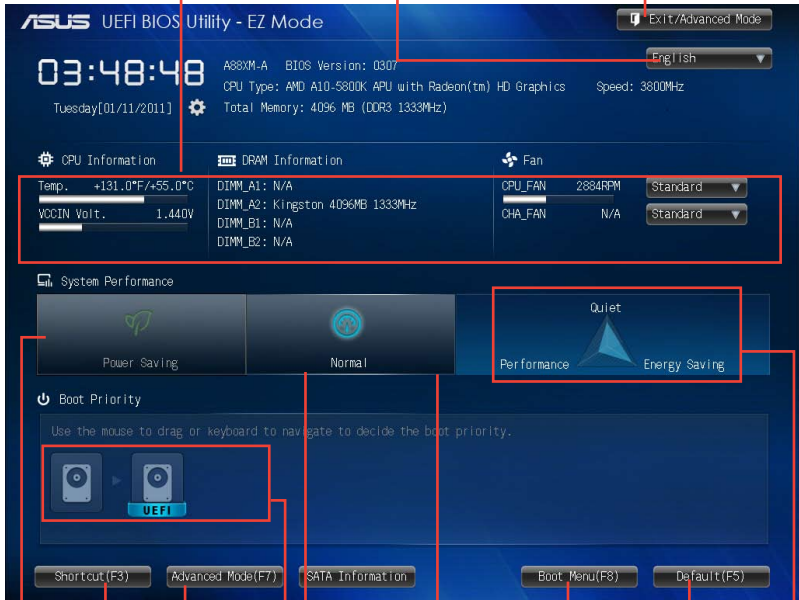 ASUS UEFI BIOS Utility - EZ Mode
Exit/Advanced Mode
English
03:48:48
Tuesday[01/11/2011]
A88XM-A BIOS Version: 0307
CPU Type: AMD A10-5800K APU with Radeon(tm) HD Graphics Speed: 3800MHz
Total Memory: 4096 MB (DDR3 1333MHz)
CPU Information
Temp. +131.0°F/+55.0°C
VCCIN Volt. 1.440V
DRAM Information
DIMM_A1: N/A
DIMM_A2: Kingston 4096MB 1333MHz
DIMM_B1: N/A
DIMM_B2: N/A
Fan
CPU_FAN 2884RPM Standard
CHA_FAN N/A Standard
System Performance
Power Saving
Normal
Quiet
Performance
Energy Saving
Boot Priority
Use the mouse to drag or keyboard to navigate to decide the boot priority.
UEFI
Shortcut(F3)
Advanced Mode(F7)
SATA Information
Boot Menu(F8)
Default(F5)